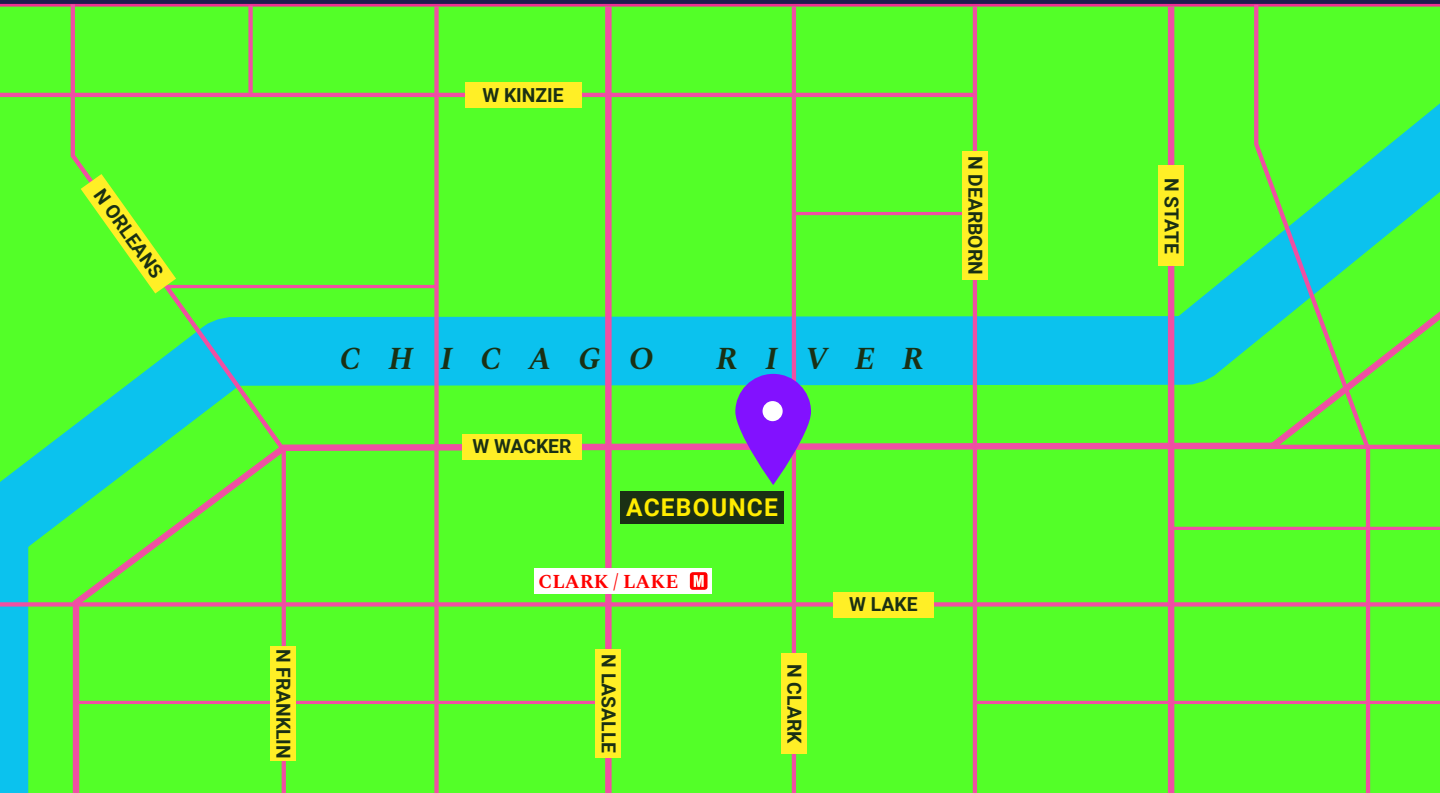 W KINZIE
N ORLEANS
N DEARBORN
N STATE
CHICAGO RIVER
W WACKER
ACEBOUNCE
CLARK / LAKE M
W LAKE
N FRANKLIN
N LASALLE
N CLARK